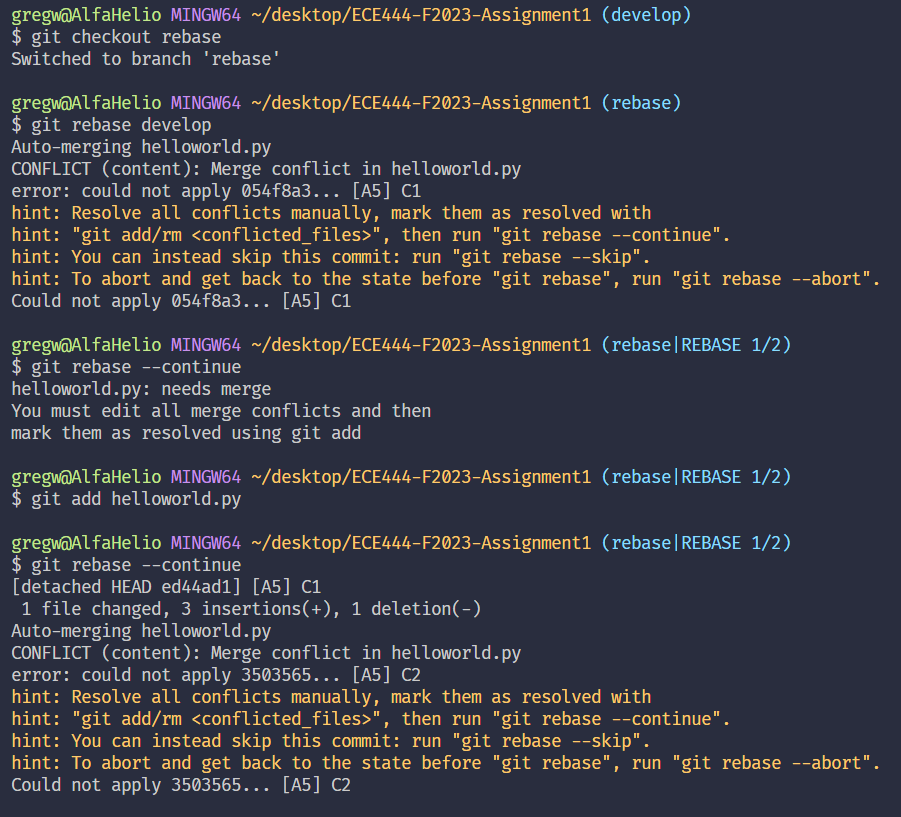 gregw@AlfaHelio MINGW64 ~/desktop/ECE444-F2023-Assignment1 (develop)
$ git checkout rebase
Switched to branch 'rebase'
gregw@AlfaHelio MINGW64 ~/desktop/ECE444-F2023-Assignment1 (rebase)
$ git rebase develop
Auto-merging helloworld.py
CONFLICT (content): Merge conflict in helloworld.py
error: could not apply 054f8a3... [A5] C1
hint: Resolve all conflicts manually, mark them as resolved with
hint: "git add/rm <conflicted_files>", then run "git rebase --continue".
hint: You can instead skip this commit: run "git rebase --skip".
hint: To abort and get back to the state before "git rebase", run "git rebase --abort".
Could not apply 054f8a3... [A5] C1
gregw@AlfaHelio MINGW64 ~/desktop/ECE444-F2023-Assignment1 (rebase|REBASE 1/2)
$ git rebase --continue
helloworld.py: needs merge
You must edit all merge conflicts and then
mark them as resolved using git add
gregw@AlfaHelio MINGW64 ~/desktop/ECE444-F2023-Assignment1 (rebase|REBASE 1/2)
$ git add helloworld.py
gregw@AlfaHelio MINGW64 ~/desktop/ECE444-F2023-Assignment1 (rebase|REBASE 1/2)
$ git rebase --continue
[detached HEAD ed44ad1] [A5] C1
 1 file changed, 3 insertions(+), 1 deletion(-)
Auto-merging helloworld.py
CONFLICT (content): Merge conflict in helloworld.py
error: could not apply 3503565... [A5] C2
hint: Resolve all conflicts manually, mark them as resolved with
hint: "git add/rm <conflicted_files>", then run "git rebase --continue".
hint: You can instead skip this commit: run "git rebase --skip".
hint: To abort and get back to the state before "git rebase", run "git rebase --abort".
Could not apply 3503565... [A5] C2